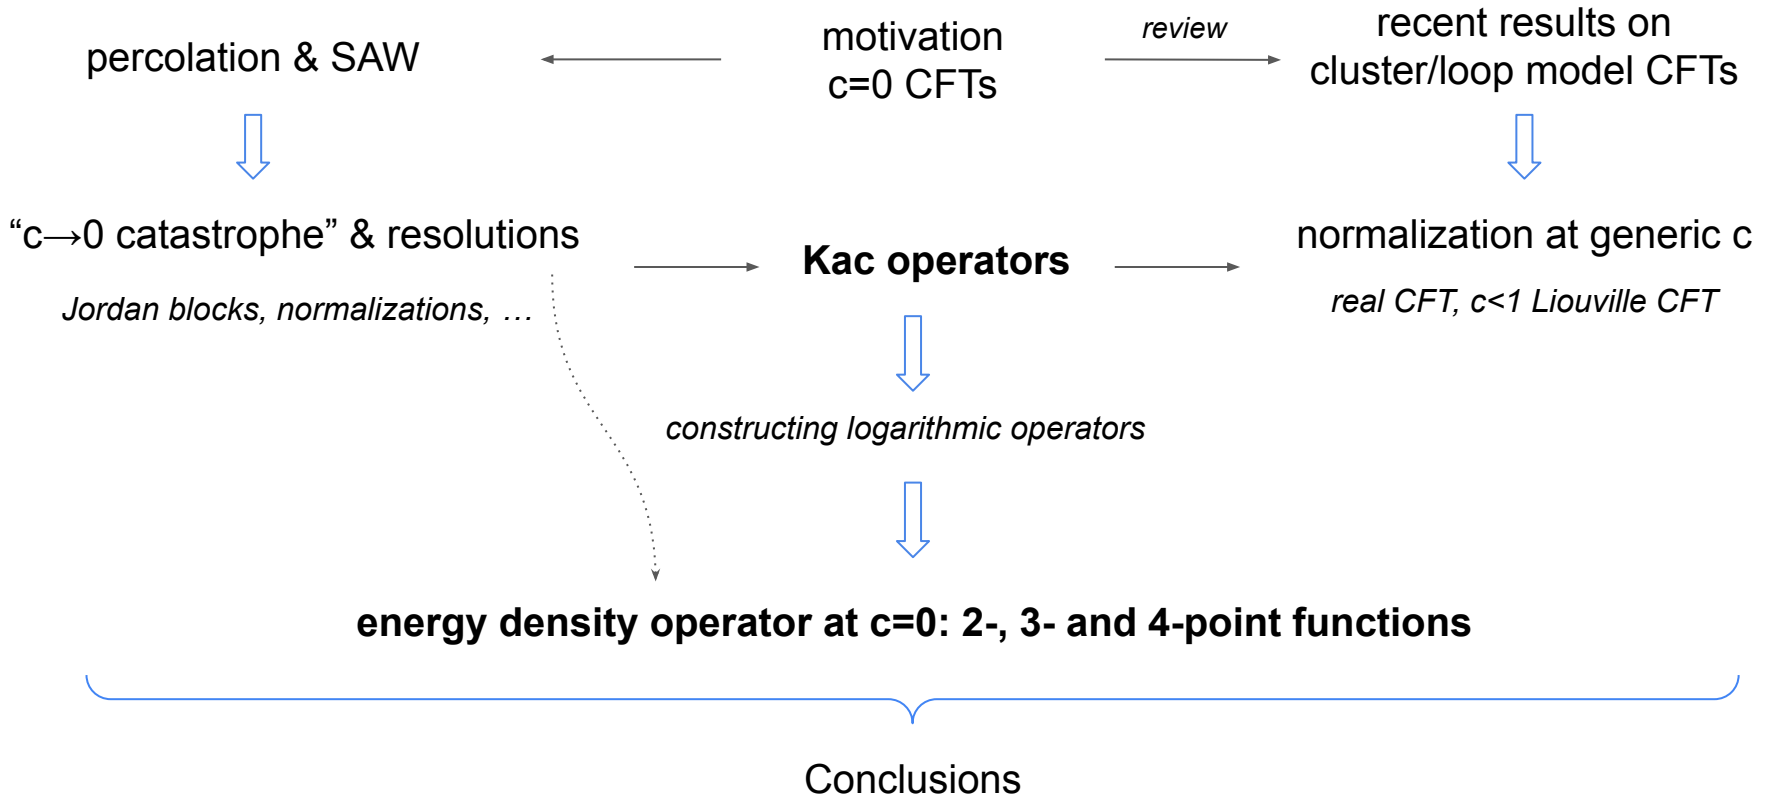 percolation & SAW
motivation
c=0 CFTs
review
recent results on
cluster/loop model CFTs
“c→0 catastrophe” & resolutions
Jordan blocks, normalizations, …
Kac operators
normalization at generic c
real CFT, c<1 Liouville CFT
constructing logarithmic operators
energy density operator at c=0: 2-, 3- and 4-point functions
Conclusions